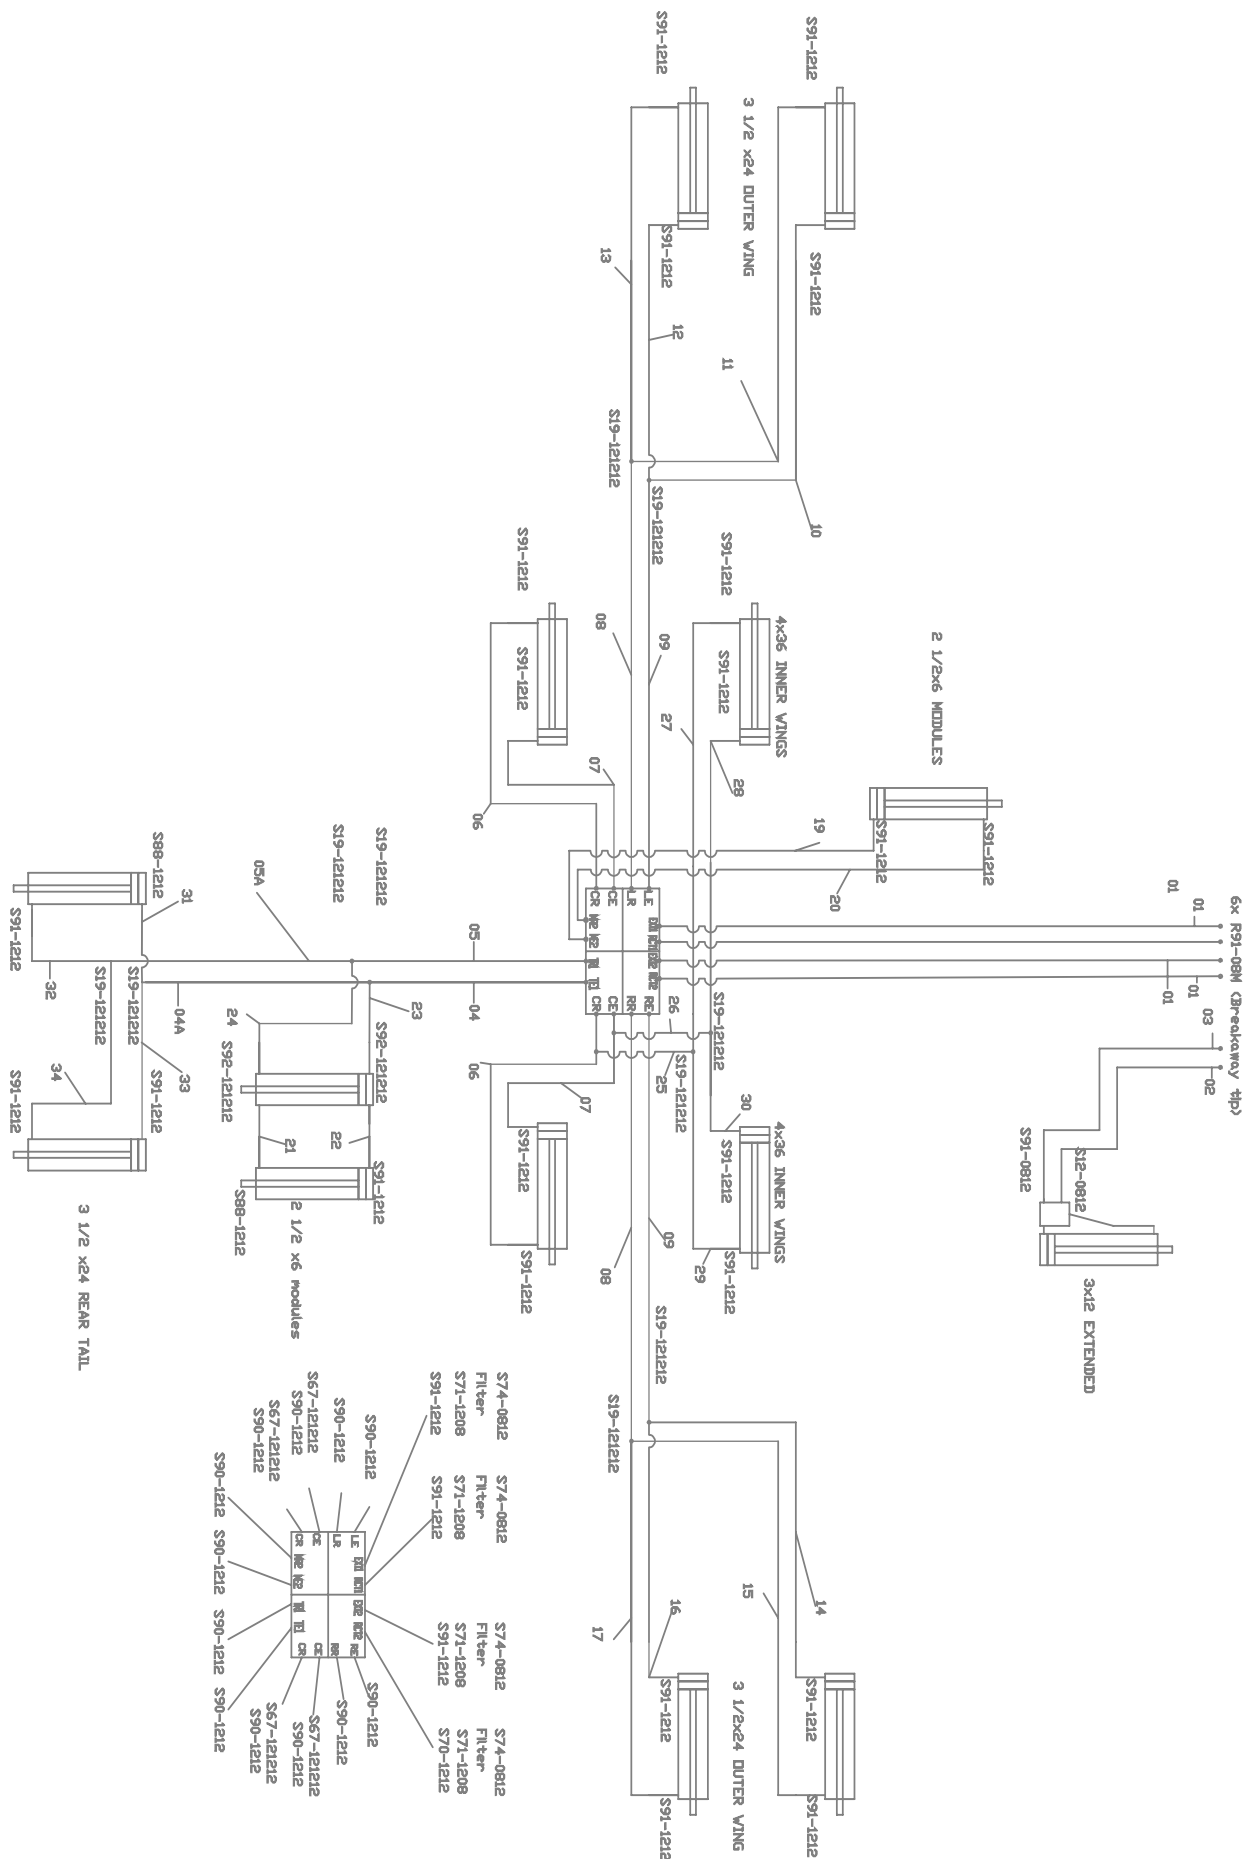 6x R91-08M (Breakaway tip)
01
01
01
01
03
02
S91-0812
S12-0812
3x12 EXTENDED
2 1/2x6 MODULES
S91-1212
S91-1212
19
20
S91-1212
S91-1212
3 1/2 x24 OUTER WING
S91-1212
S91-1212
13
12
11
10
S19-121212
S19-121212
S91-1212
S91-1212
4x36 INNER WINGS
S91-1212
S91-1212
08
09
27
28
07
06
CR
CE
LR
LE
TE1
CR
CE
RR
RE
26
25
S19-121212
S19-121212
30
29
4x36 INNER WINGS
S91-1212
S91-1212
S91-1212
S91-1212
06
07
08
09
S19-121212
S19-121212
14
15
16
17
3 1/2x24 OUTER WING
S91-1212
S91-1212
S91-1212
S91-1212
S19-121212
S19-121212
05A
05
04
04A
S88-1212
31
S91-1212
32
S19-121212
S19-121212
33
34
S91-1212
S91-1212
3 1/2 x24 REAR TAIL
23
24
S92-121212
S92-121212
21
22
S91-1212
S88-1212
2 1/2 x6 modules
S74-0812
Filter
S71-1208
S91-1212
S74-0812
Filter
S71-1208
S91-1212
S74-0812
Filter
S71-1208
S91-1212
S74-0812
Filter
S71-1208
S70-1212
S90-1212
S90-1212
S67-121212
S90-1212
S67-121212
S90-1212
S90-1212
S90-1212
S90-1212
S90-1212
CR
CE
LR
LE
TE1
CR
CE
RR
RE
S90-1212
S90-1212
S67-121212
S90-1212
S67-121212
S90-1212